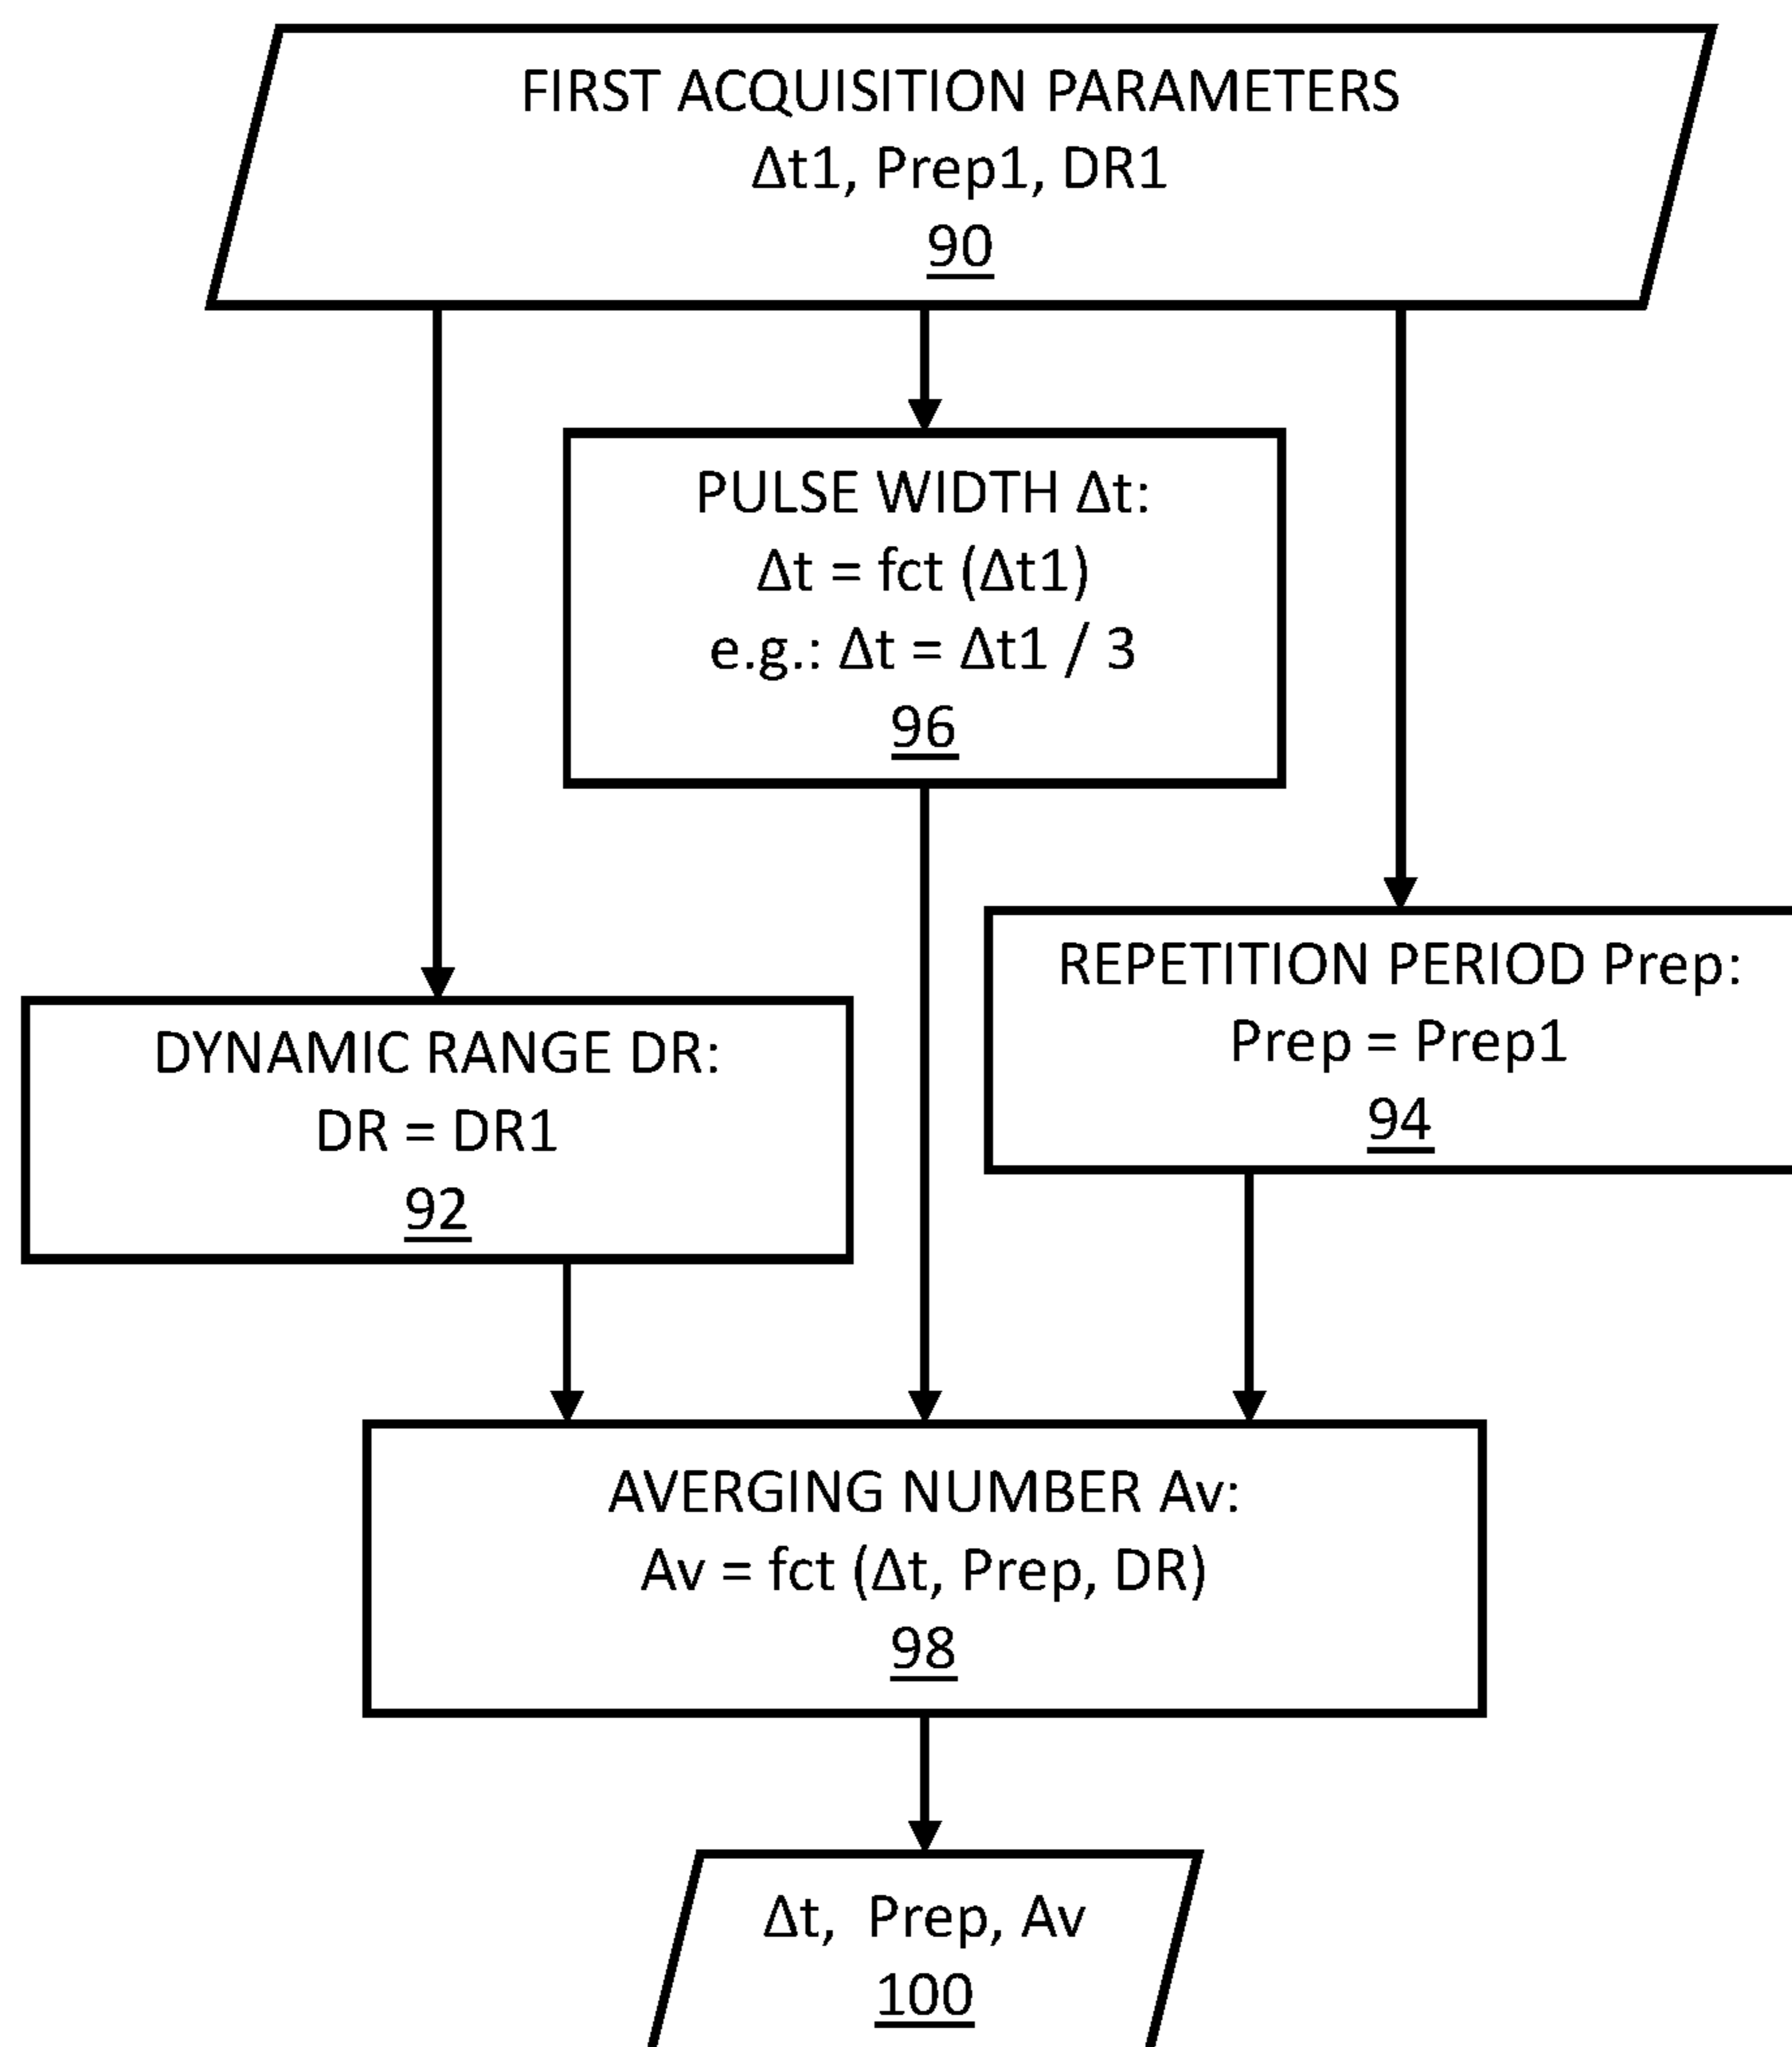 FIRST ACQUISITION PARAMETERS
Δt1, Prep1, DR1
90
PULSE WIDTH Δt:
Δt = fct (Δt1)
e.g.: Δt = Δt1 / 3
96
REPETITION PERIOD Prep:
Prep = Prep1
94
DYNAMIC RANGE DR:
DR = DR1
92
AVERGING NUMBER Av:
Av = fct (Δt, Prep, DR)
98
Δt, Prep, Av
100